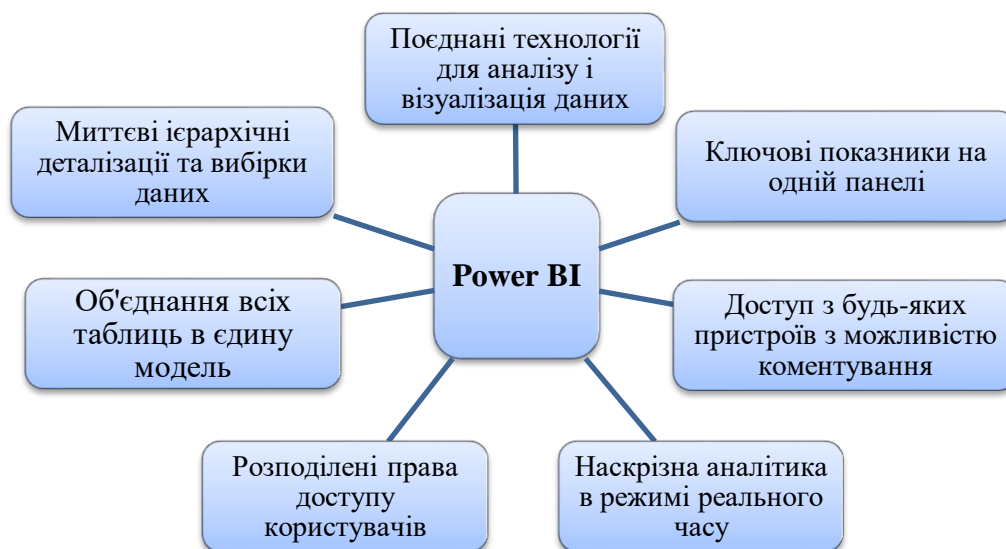 Поєднані технології
для аналізу і
візуалізація даних
Миттєві ієрархічні
деталізації та вибірки
даних
Ключові показники на
одній панелі
Power BI
Об'єднання всіх
таблиць в єдину
модель
Доступ з будь-яких
пристроїв з можливістю
коментування
Розподілені права
доступу
користувачів
Наскрізна аналітика
в режимі реального
часу